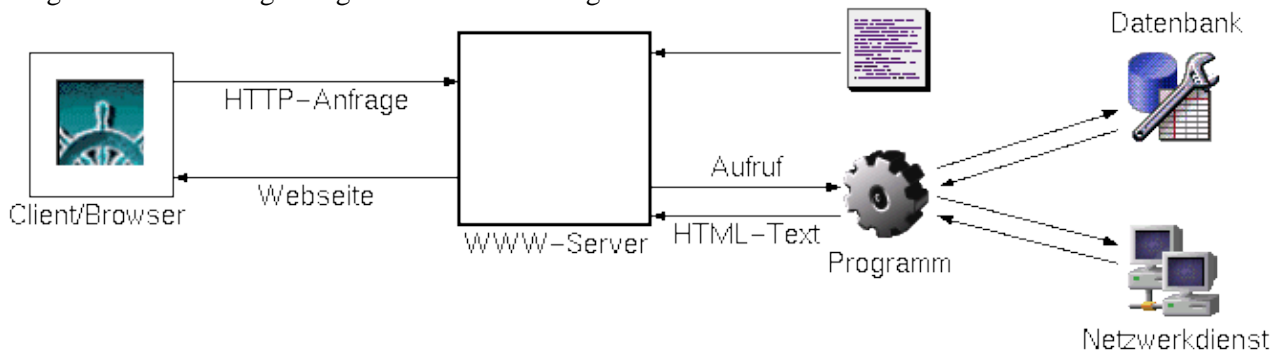 Datenbank
HTTP-Anfrage
Aufruf
Webseite
Client/Browser
HTML-Text
WWW-Server
Programm
Netzwerkdienst